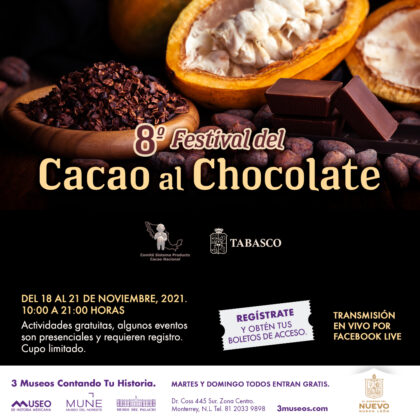 8º Festival del
Cacao al Chocolate
Comité Sistema Producto
Cacao Nacional
TABASCO
DEL 18 AL 21 DE NOVIEMBRE, 2021.
10:00 A 21:00 HORAS
Actividades gratuitas, algunos eventos
son presenciales y requieren registro.
Cupo limitado.
REGÍSTRATE
Y OBTÉN TUS
BOLETOS DE ACCESO.
TRANSMISIÓN
EN VIVO POR
FACEBOOK LIVE
3 Museos Contando Tu Historia.
MUSEO
DE HISTORIA MEXICANA
MUNE
MUSEO DEL NORESTE
MUSEO DEL PALACIO
MARTES Y DOMINGO TODOS ENTRAN GRATIS.
Dr. Coss 445 Sur. Zona Centro.
Monterrey, N.L. Tel. 81 2033 9898
3museos.com
NUEVO